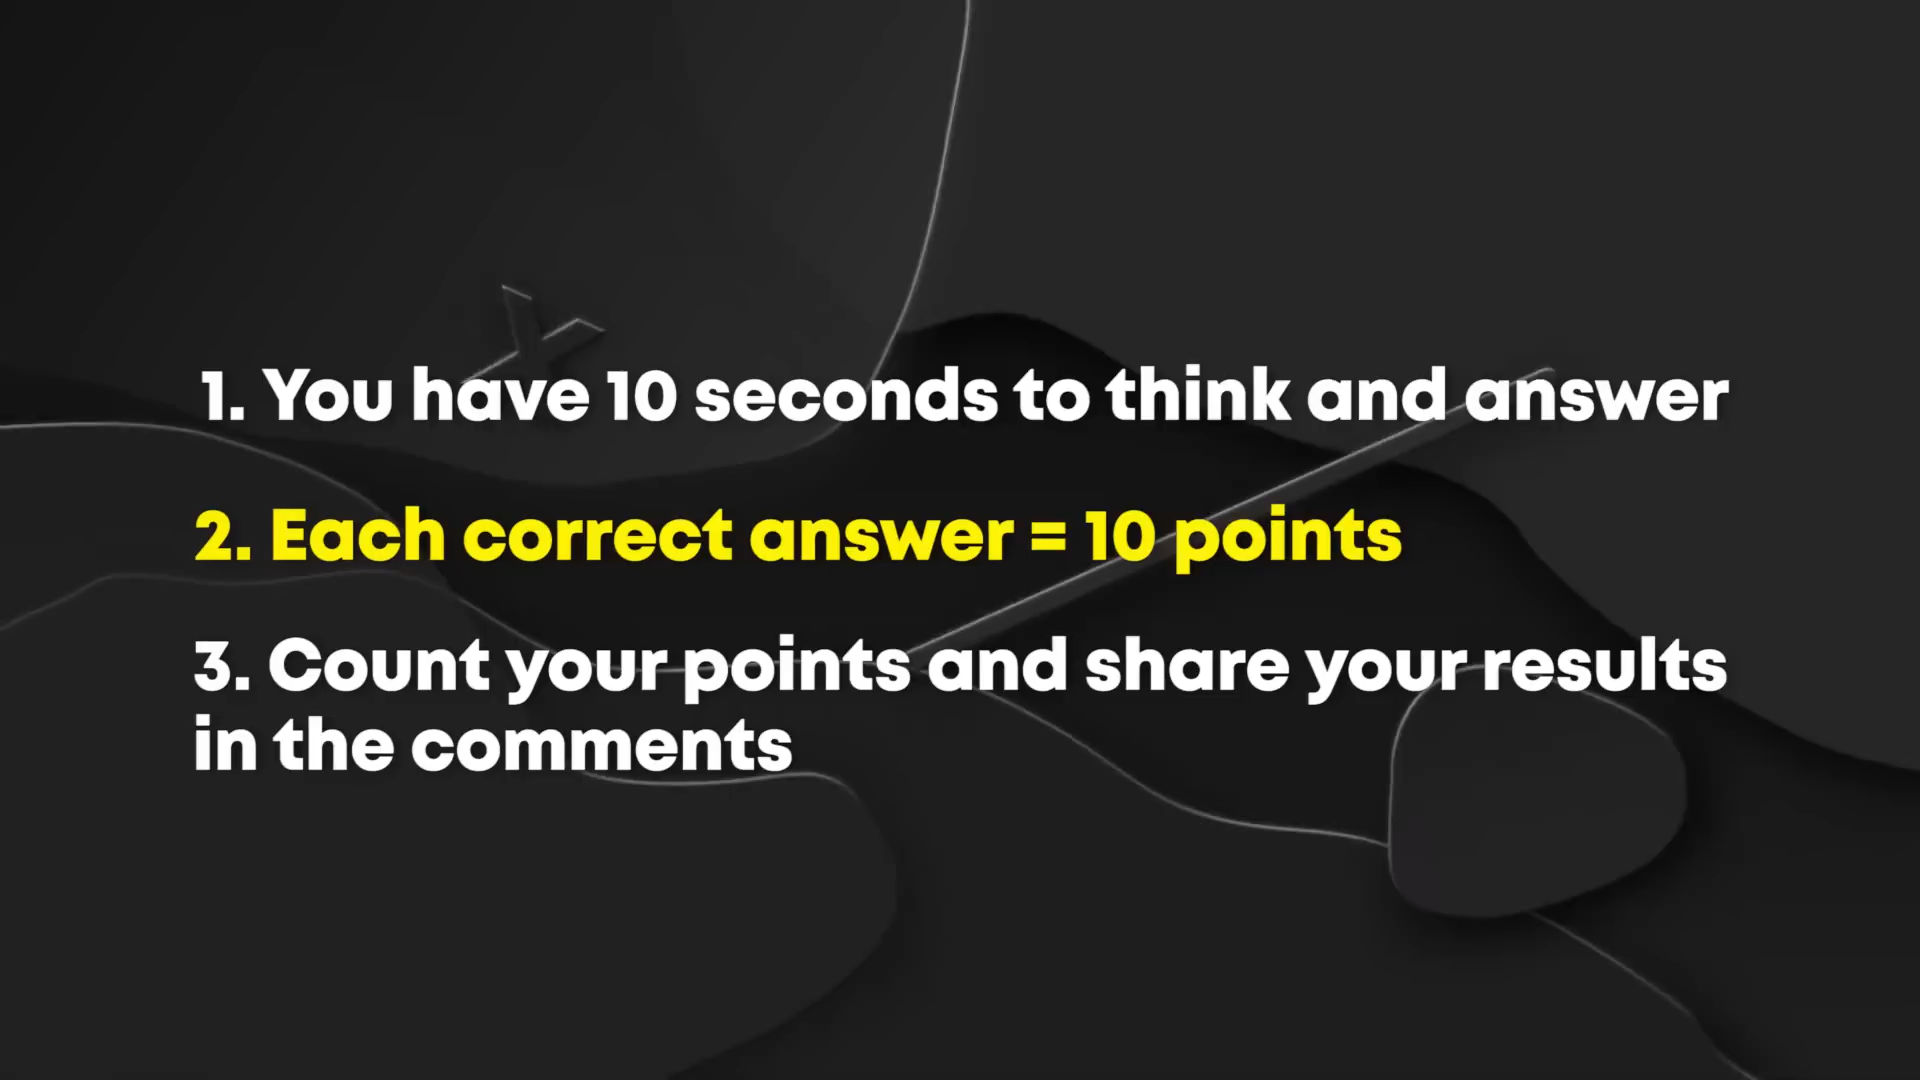 1. You have 10 seconds to think and answer
2. Each correct answer = 10 points
3. Count your points and share your results
in the comments